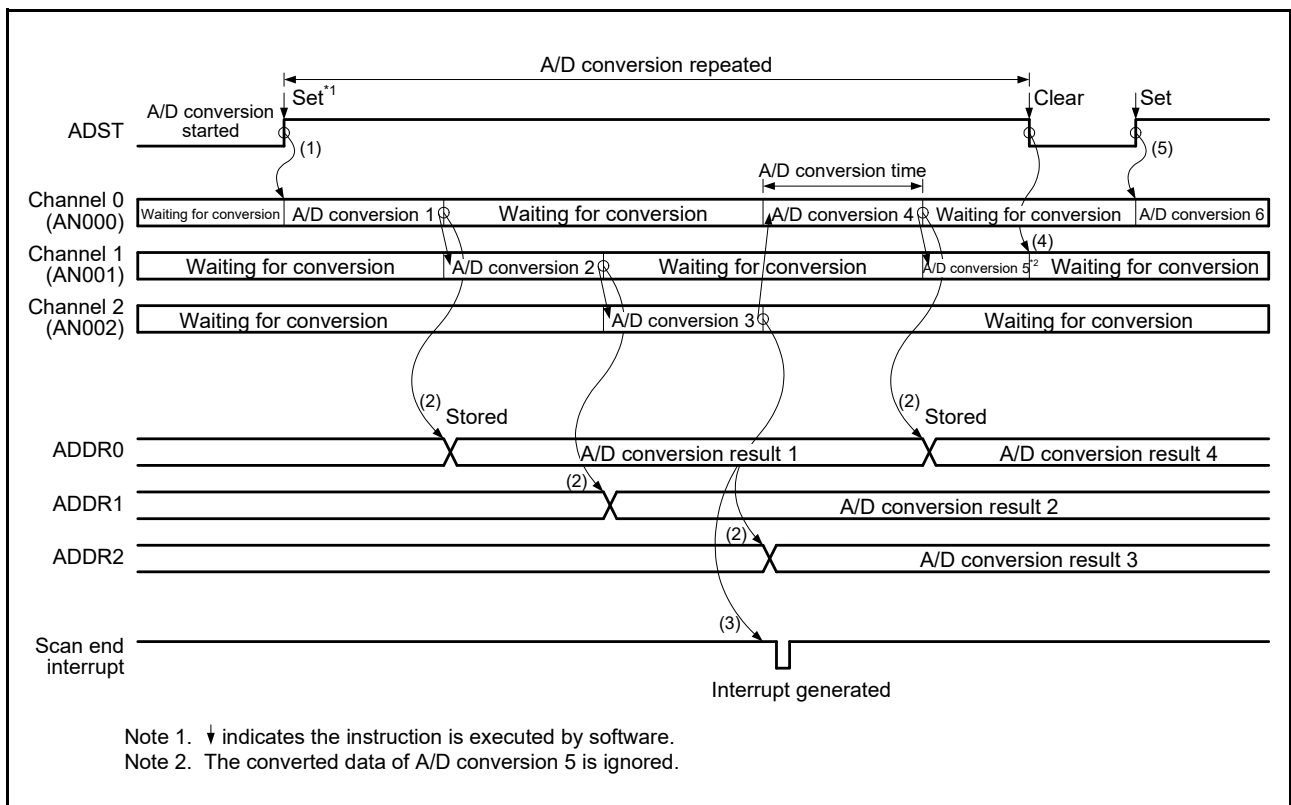 A/D conversion repeated
A/D conversion
started
Set*1
Clear
Set
ADST
(1)
(5)
A/D conversion time
Channel 0
(AN000)
Waiting for conversion
A/D conversion 1
Waiting for conversion
A/D conversion 4
Waiting for conversion
A/D conversion 6
(4)
Channel 1
(AN001)
Waiting for conversion
A/D conversion 2
Waiting for conversion
A/D conversion 5*2
Waiting for conversion
Channel 2
(AN002)
Waiting for conversion
A/D conversion 3
Waiting for conversion
(2)
Stored
(2)
Stored
ADDR0
A/D conversion result 1
A/D conversion result 4
(2)
ADDR1
A/D conversion result 2
(2)
ADDR2
A/D conversion result 3
(3)
Scan end
interrupt
Interrupt generated
Note 1. ↓ indicates the instruction is executed by software.
Note 2. The converted data of A/D conversion 5 is ignored.